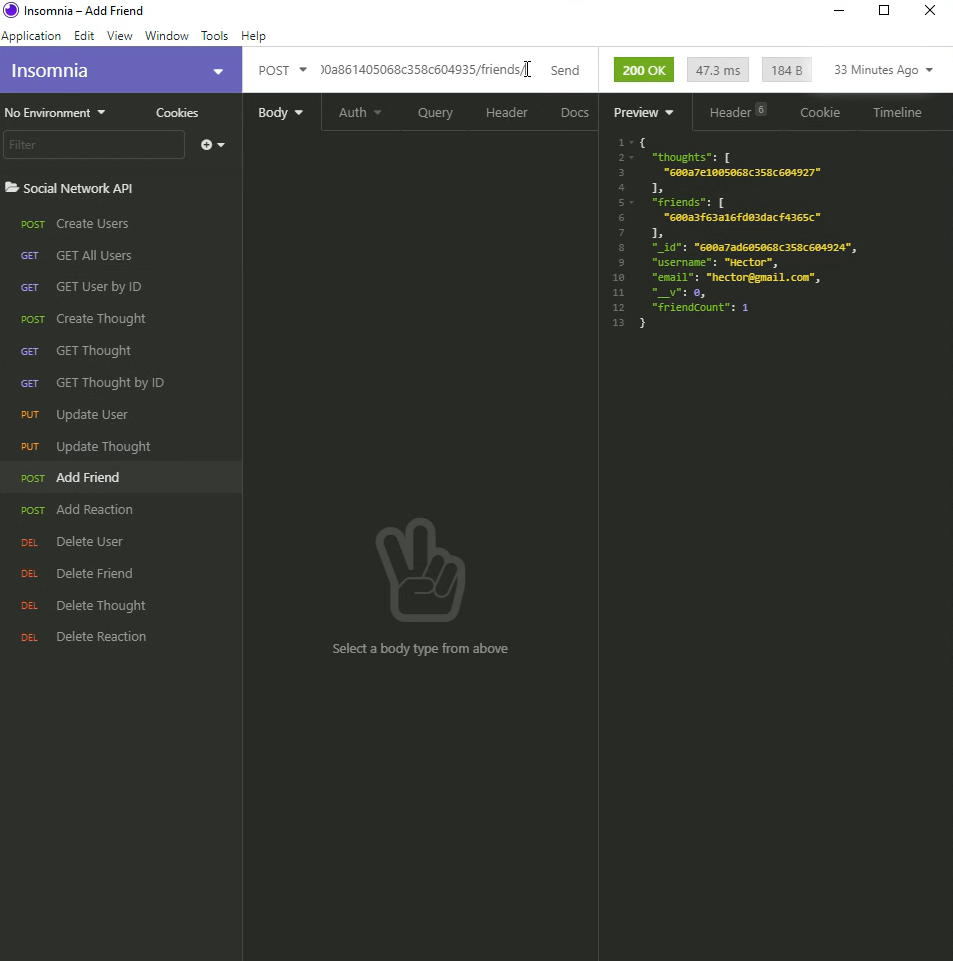 Insomnia – Add Friend
Application Edit View Window Tools Help
Insomnia
POST
00a861405068c358c604935/friends/
Send
200 OK
47.3 ms
184 B
33 Minutes Ago
No Environment
Cookies
Body
Auth
Query
Header
Docs
Preview
Header 6
Cookie
Timeline
Filter
Social Network API
POST Create Users
GET GET All Users
GET GET User by ID
POST Create Thought
GET GET Thought
GET GET Thought by ID
PUT Update User
PUT Update Thought
POST Add Friend
POST Add Reaction
DEL Delete User
DEL Delete Friend
DEL Delete Thought
DEL Delete Reaction
Select a body type from above
1 {
2 "thoughts": [
3 "600a7e1005068c358c604927"
4 ],
5 "friends": [
6 "600a3f63a16fd03dacf4365c"
7 ],
8 "_id": "600a7ad605068c358c604924",
9 "username": "Hector",
10 "email": "hector@gmail.com",
11 "__v": 0,
12 "friendCount": 1
13 }